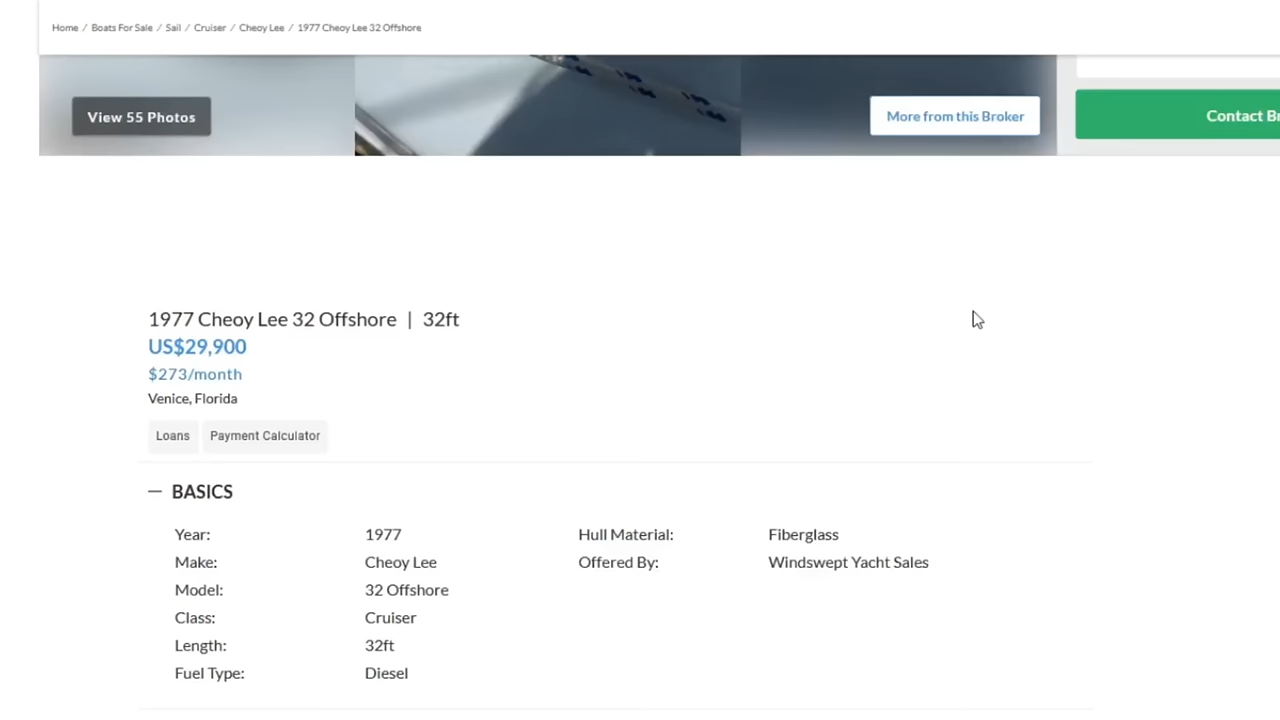 Home / Boats For Sale / Sail / Cruiser / Cheoy Lee / 1977 Cheoy Lee 32 Offshore
View 55 Photos
More from this Broker
Contact
1977 Cheoy Lee 32 Offshore | 32ft
US$29,900
$273/month
Venice, Florida
Loans
Payment Calculator
— BASICS
Year: 1977 Hull Material: Fiberglass
Make: Cheoy Lee Offered By: Windswept Yacht Sales
Model: 32 Offshore
Class: Cruiser
Length: 32ft
Fuel Type: Diesel